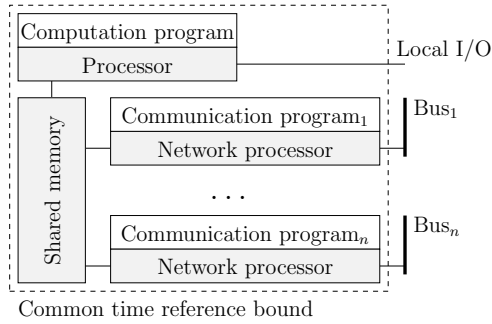 Computation program
Processor
Local I/O
Shared memory
Communication program₁
Network processor
Bus₁
...
Communication programₙ
Network processor
Busₙ
Common time reference bound